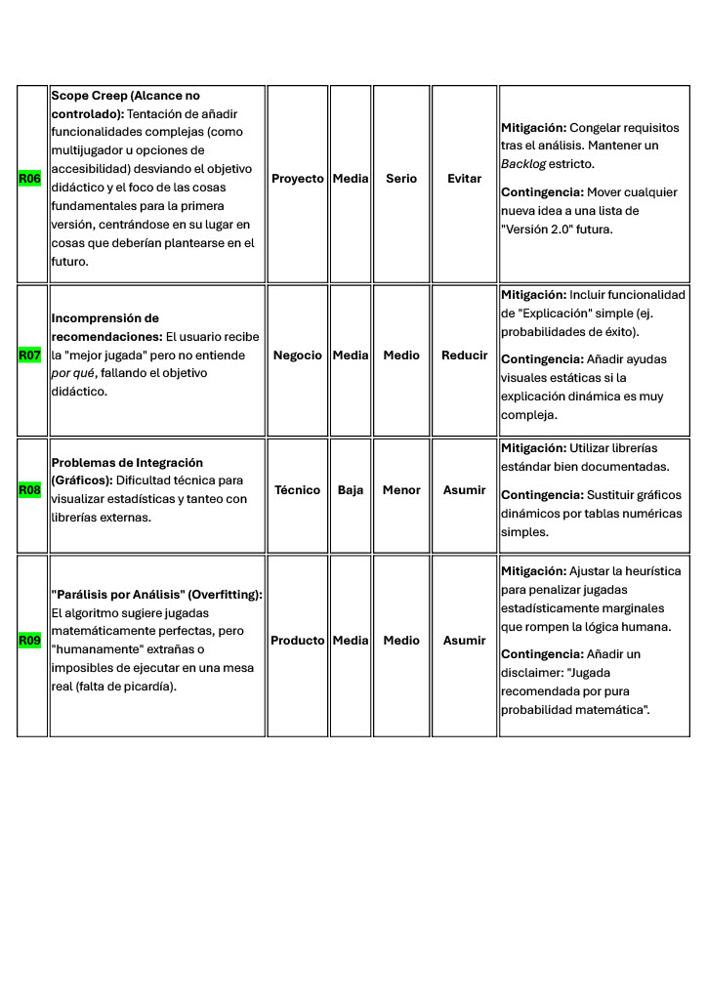 R06
Scope Creep (Alcance no
controlado): Tentación de añadir
funcionalidades complejas (como
multijugador u opciones de
accesibilidad) desviando el objetivo
didáctico y el foco de las cosas
fundamentales para la primera
versión, centrándose en su lugar en
cosas que deberían plantearse en el
futuro.
Proyecto
Media
Serio
Evitar
Mitigación: Congelar requisitos
tras el análisis. Mantener un
Backlog estricto.
Contingencia: Mover cualquier
nueva idea a una lista de
"Versión 2.0" futura.
R07
Incomprensión de
recomendaciones: El usuario recibe
la "mejor jugada" pero no entiende
por qué, fallando el objetivo
didáctico.
Negocio
Media
Medio
Reducir
Mitigación: Incluir funcionalidad
de "Explicación" simple (ej.
probabilidades de éxito).
Contingencia: Añadir ayudas
visuales estáticas si la
explicación dinámica es muy
compleja.
R08
Problemas de Integración
(Gráficos): Dificultad técnica para
visualizar estadísticas y tanteo con
librerías externas.
Técnico
Baja
Menor
Asumir
Mitigación: Utilizar librerías
estándar bien documentadas.
Contingencia: Sustituir gráficos
dinámicos por tablas numéricas
simples.
R09
"Parálisis por Análisis" (Overfitting):
El algoritmo sugiere jugadas
matemáticamente perfectas, pero
"humanamente" extrañas o
imposibles de ejecutar en una mesa
real (falta de picardía).
Producto
Media
Medio
Asumir
Mitigación: Ajustar la heurística
para penalizar jugadas
estadísticamente marginales
que rompen la lógica humana.
Contingencia: Añadir un
disclaimer: "Jugada
recomendada por pura
probabilidad matemática".